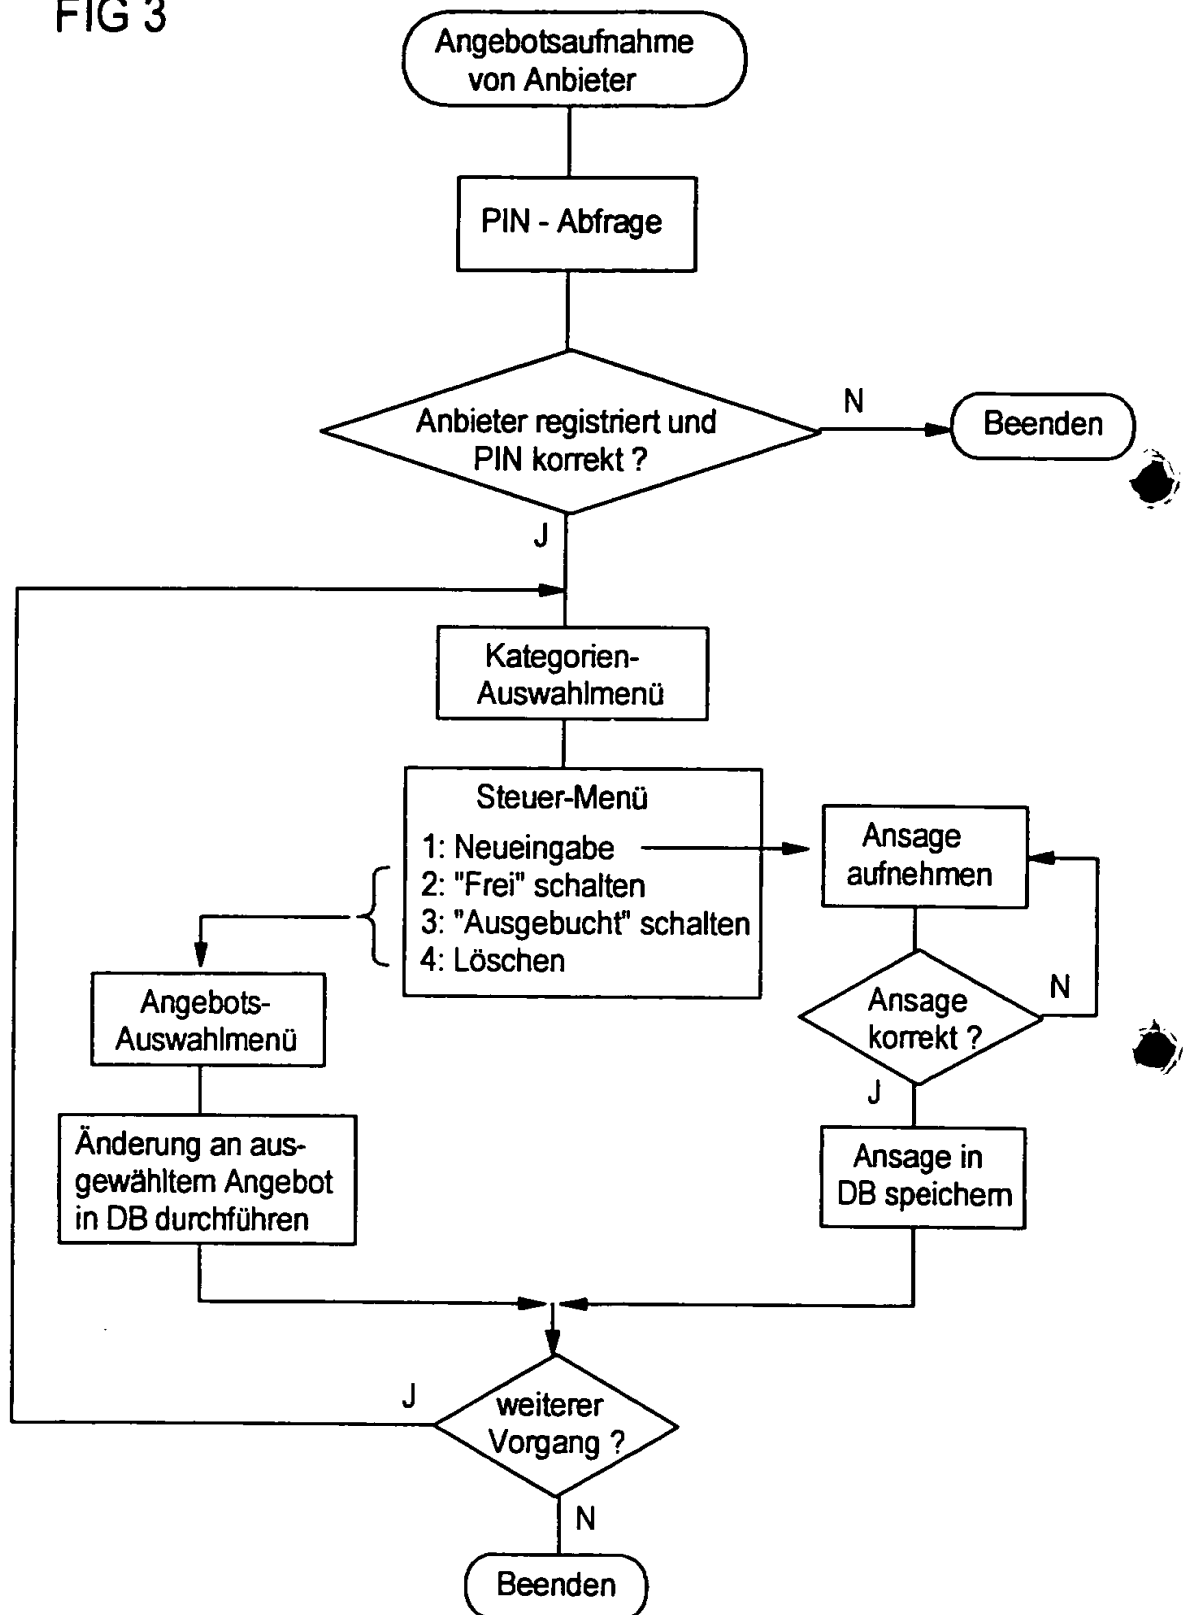 FIG 3
Angebotsaufnahme
von Anbieter
PIN - Abfrage
Anbieter registriert und
PIN korrekt ?
N
Beenden
J
Kategorien-
Auswahlmenü
Steuer-Menü
1: Neueingabe
2: "Frei" schalten
3: "Ausgebucht" schalten
4: Löschen
Ansage
aufnehmen
Ansage
korrekt ?
N
J
Ansage in
DB speichern
Angebots-
Auswahlmenü
Änderung an aus-
gewähltem Angebot
in DB durchführen
weiterer
Vorgang ?
J
N
Beenden